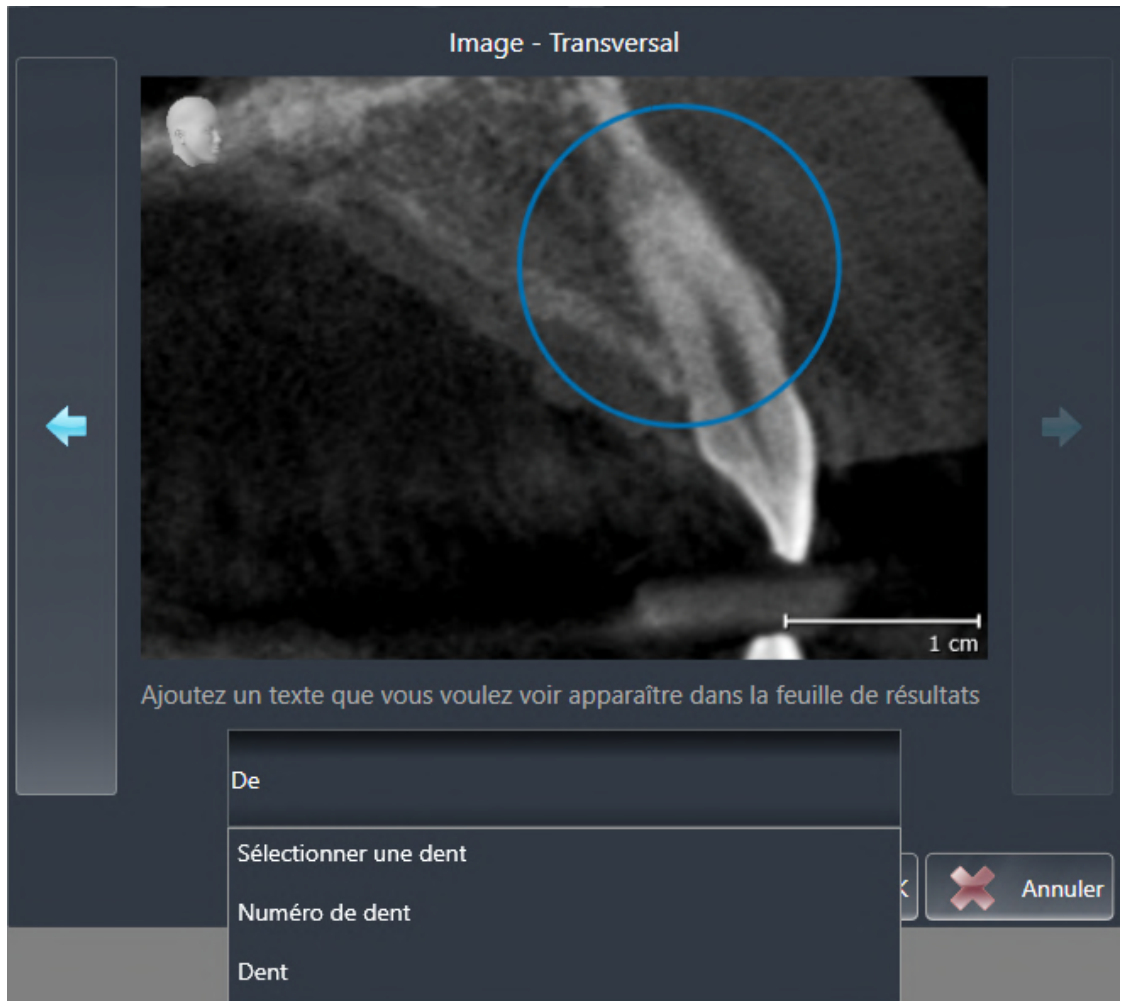 Image - Transversal
1 cm
Ajoutez un texte que vous voulez voir apparaître dans la feuille de résultats
De
Sélectionner une dent
Numéro de dent
Dent
K
Annuler